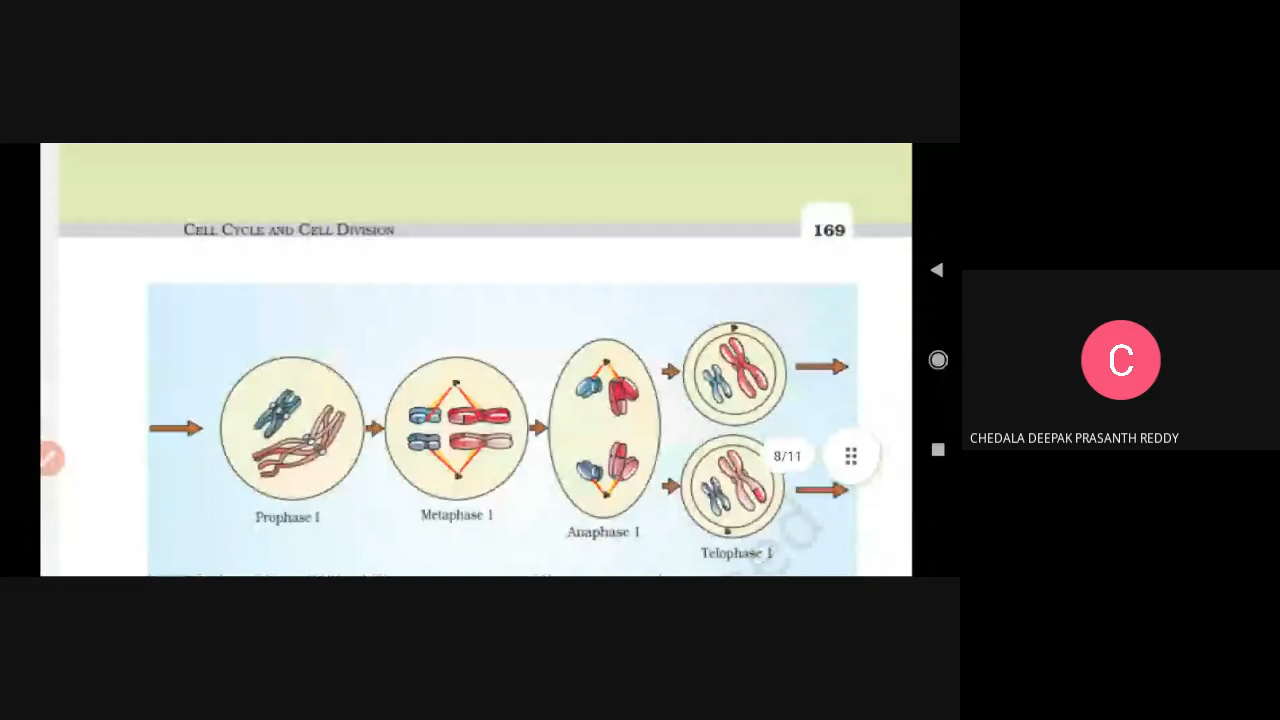 CELL CYCLE AND CELL DIVISION
169
Prophase I
Metaphase I
Anaphase I
Telophase I
8/11
C
CHEDALA DEEPAK PRASANTH REDDY